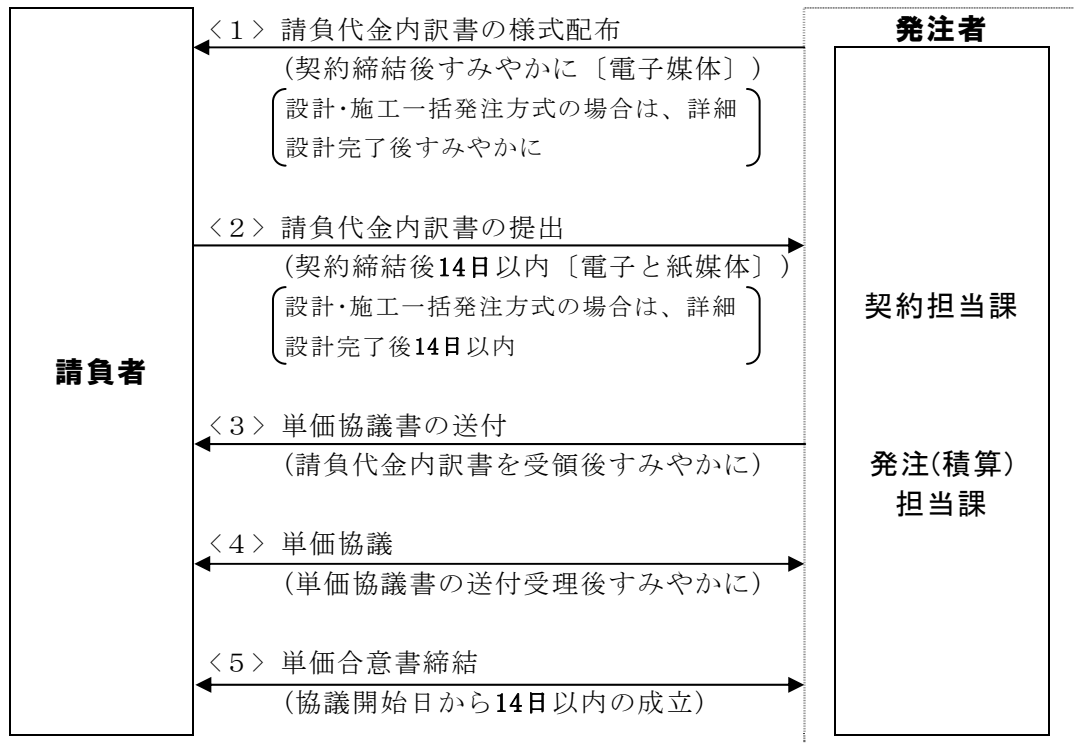 発注者
<1> 請負代金内訳書の様式配布
(契約締結後すみやかに〔電子媒体〕)
設計・施工一括発注方式の場合は、詳細
設計完了後すみやかに
<2> 請負代金内訳書の提出
(契約締結後14日以内〔電子と紙媒体〕)
設計・施工一括発注方式の場合は、詳細
設計完了後14日以内
契約担当課
請負者
<3> 単価協議書の送付
(請負代金内訳書を受領後すみやかに)
発注(積算)
担当課
<4> 単価協議
(単価協議書の送付受理後すみやかに)
<5> 単価合意書締結
(協議開始日から14日以内の成立)